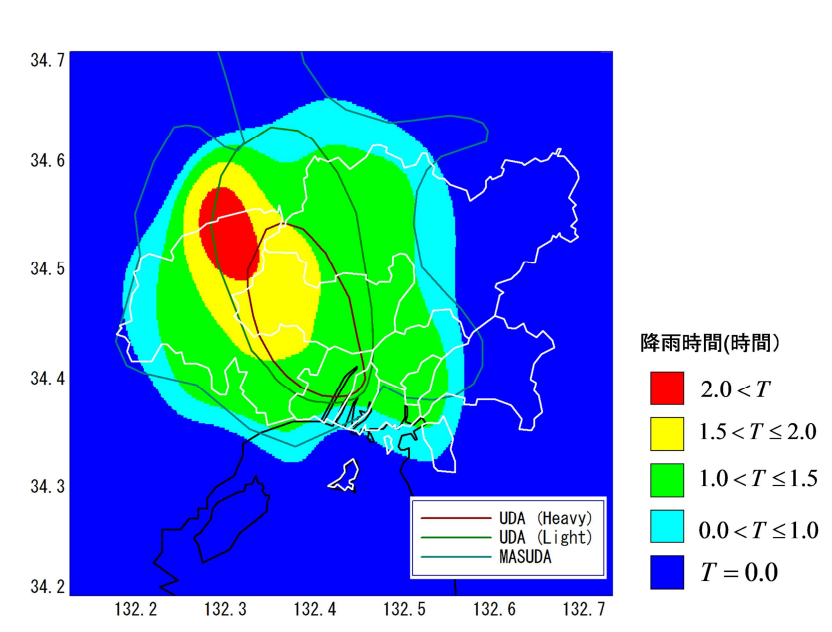 34.7
34.6
34.5
34.4
34.3
34.2
132.2 132.3 132.4 132.5 132.6 132.7
UDA (Heavy)
UDA (Light)
MASUDA
降雨時間(時間)
2.0 < T
1.5 < T ≤ 2.0
1.0 < T ≤ 1.5
0.0 < T ≤ 1.0
T = 0.0